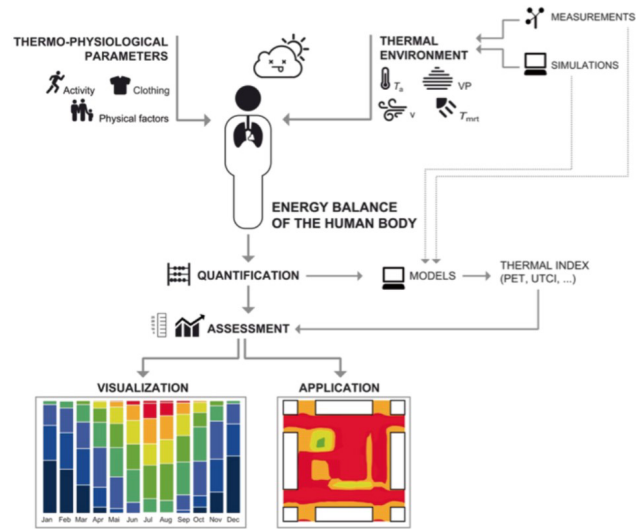 THERMO-PHYSIOLOGICAL
PARAMETERS
Activity
Clothing
Physical factors
THERMAL
ENVIRONMENT
Ta
VP
v
Tmrt
MEASUREMENTS
SIMULATIONS
ENERGY BALANCE
OF THE HUMAN BODY
QUANTIFICATION
MODELS
THERMAL INDEX
(PET, UTCI, ...)
ASSESSMENT
VISUALIZATION
APPLICATION
Jan Feb Mar Apr Mai Jun Jul Aug Sep Oct Nov Dec